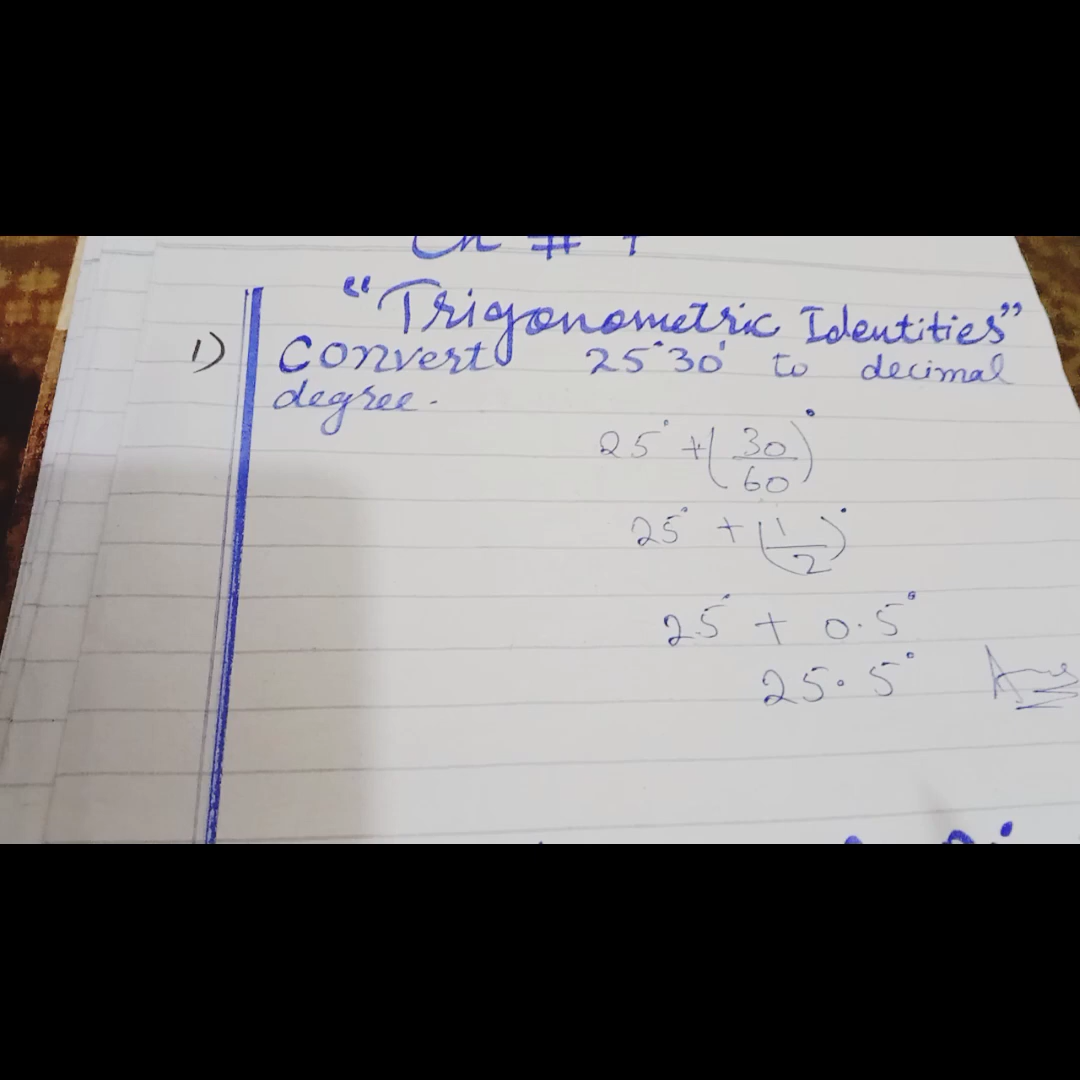 Ch #
"Trigonometric Identities"
1) Convert 25°30' to decimal
degree.
25° + (30/60)°
25° + (1/2)°
25° + 0.5°
25.5° Ans